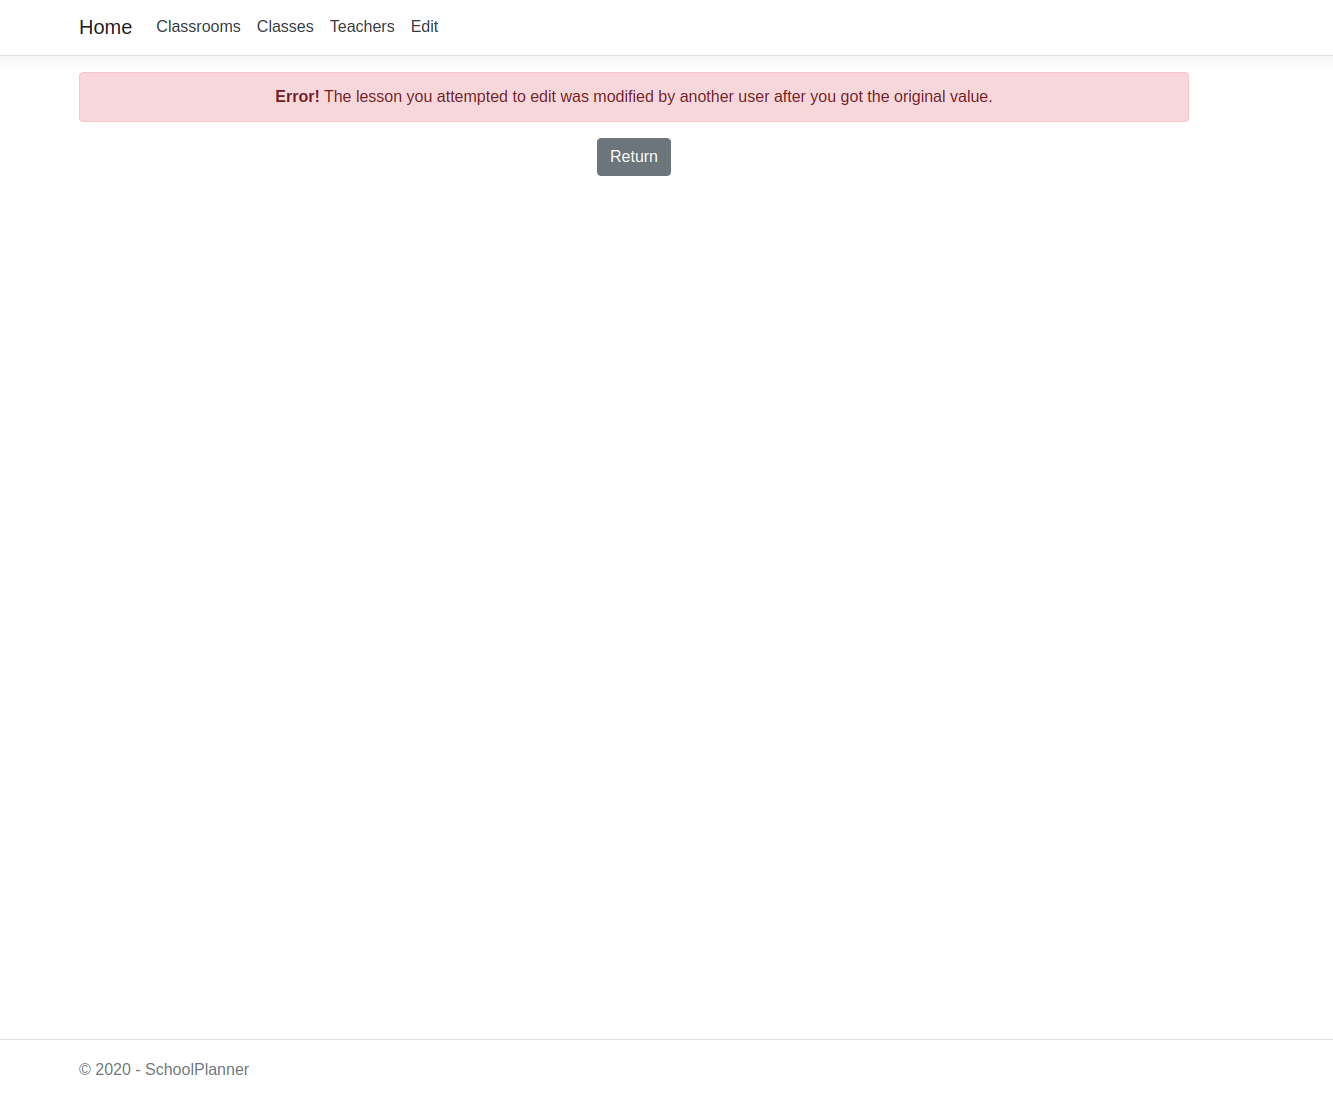 Home Classrooms Classes Teachers Edit
Error! The lesson you attempted to edit was modified by another user after you got the original value.
Return
© 2020 - SchoolPlanner